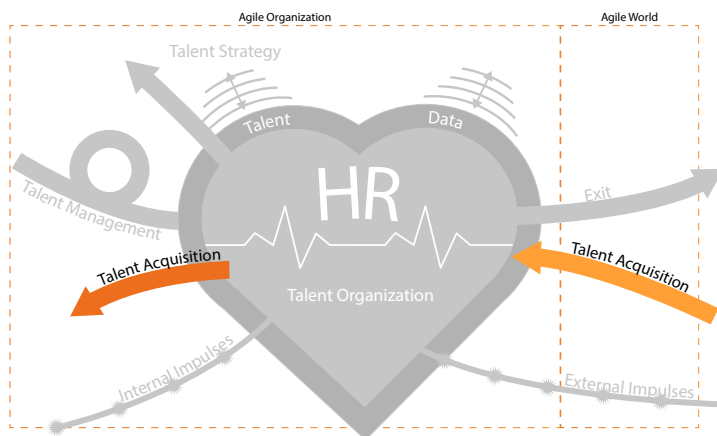 Agile Organization
Agile World
Talent Strategy
Talent
Data
HR
Talent Management
Exit
Talent Acquisition
Talent Acquisition
Talent Organization
Internal Impulses
External Impulses